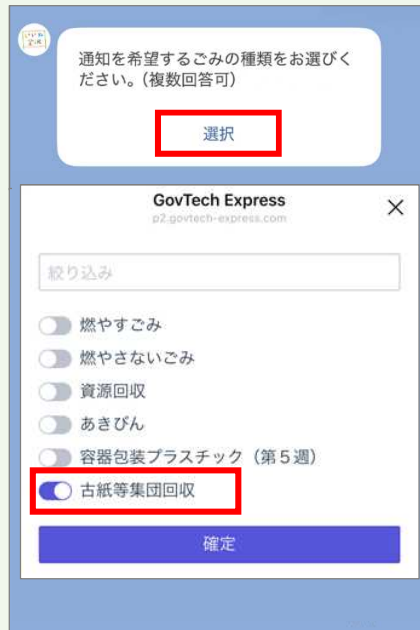 通知を希望するごみの種類をお選びく
ださい。(複数回答可)
選択
GovTech Express
p2.govtech-express.com
絞り込み
燃やすごみ
燃やさないごみ
資源回収
あきびん
容器包装プラスチック（第５週）
古紙等集団回収
確定